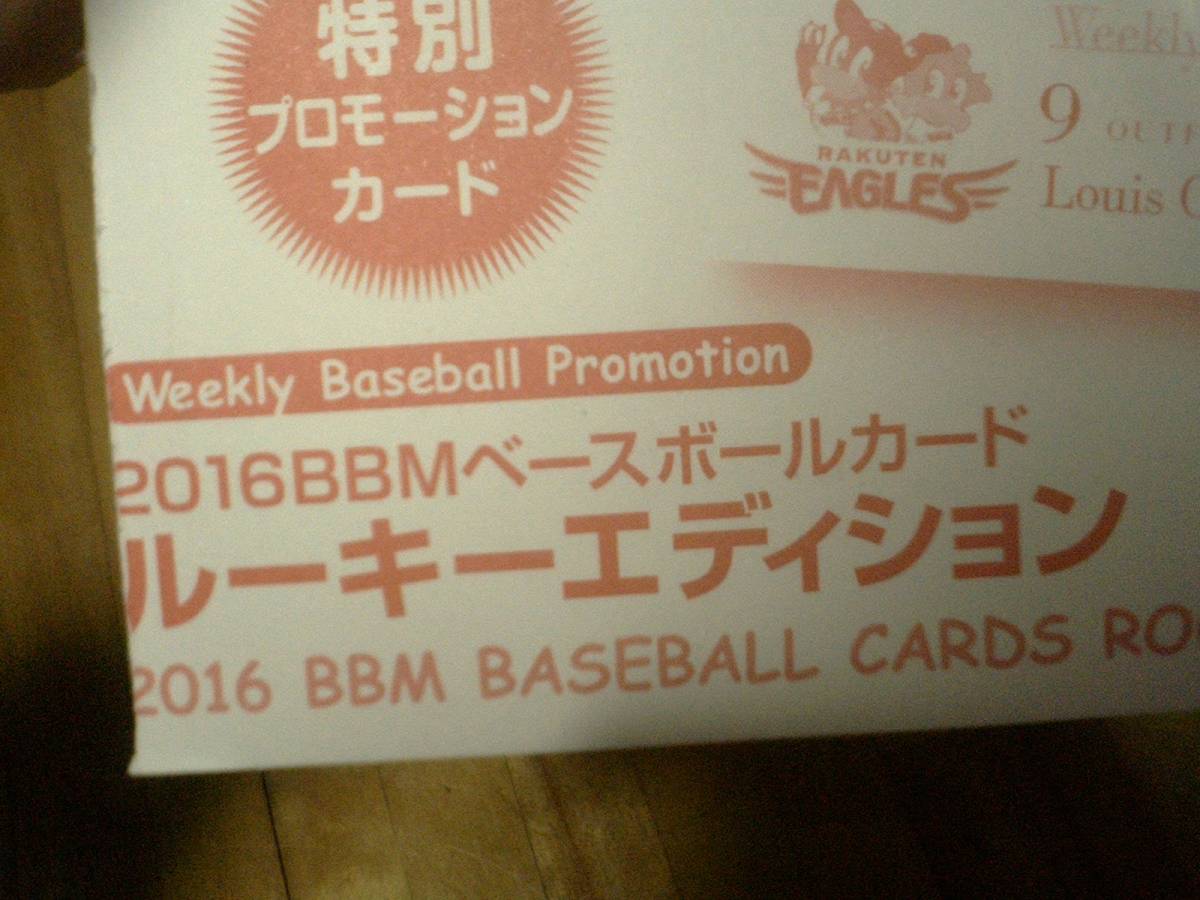 特別
プロモーション
カード
RAKUTEN
EAGLES
Weekly
9
Louis
Weekly Baseball Promotion
2016BBMベースボールカード
ルーキーエディション
2016 BBM BASEBALL CARDS RO